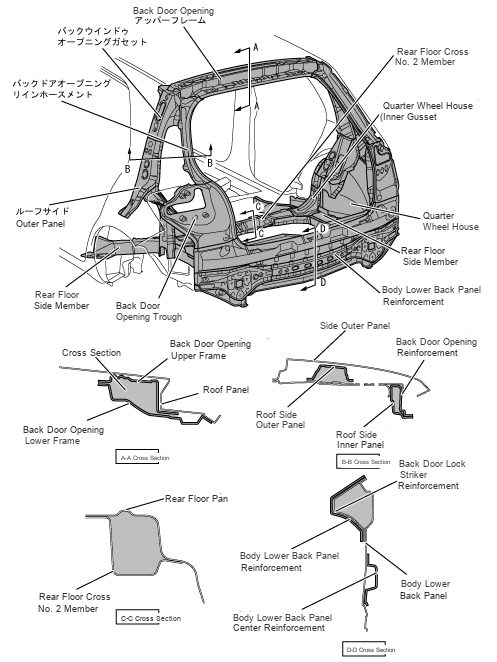 Back Door Opening
アッパーフレーム
A
バックウインドゥ
オープニングガセット
Rear Floor Cross
No. 2 Member
バックドアオープニング
リインホースメント
A
Quarter Wheel House
(Inner Gusset
B
B
ルーフサイド
Outer Panel
C
C
D
Quarter
Wheel House
Rear Floor
Side Member
D
Rear Floor
Side Member
Back Door
Opening Trough
Body Lower Back Panel
Reinforcement
Side Outer Panel
Cross Section
Back Door Opening
Upper Frame
Back Door Opening
Reinforcement
Roof Panel
Roof Side
Outer Panel
Back Door Opening
Lower Frame
Roof Side
Inner Panel
A-A Cross Section
B-B Cross Section
Back Door Lock
Striker
Reinforcement
Rear Floor Pan
Body Lower Back Panel
Reinforcement
Rear Floor Cross
No. 2 Member
Body Lower
Back Panel
C-C Cross Section
Body Lower Back Panel
Center Reinforcement
D-D Cross Section